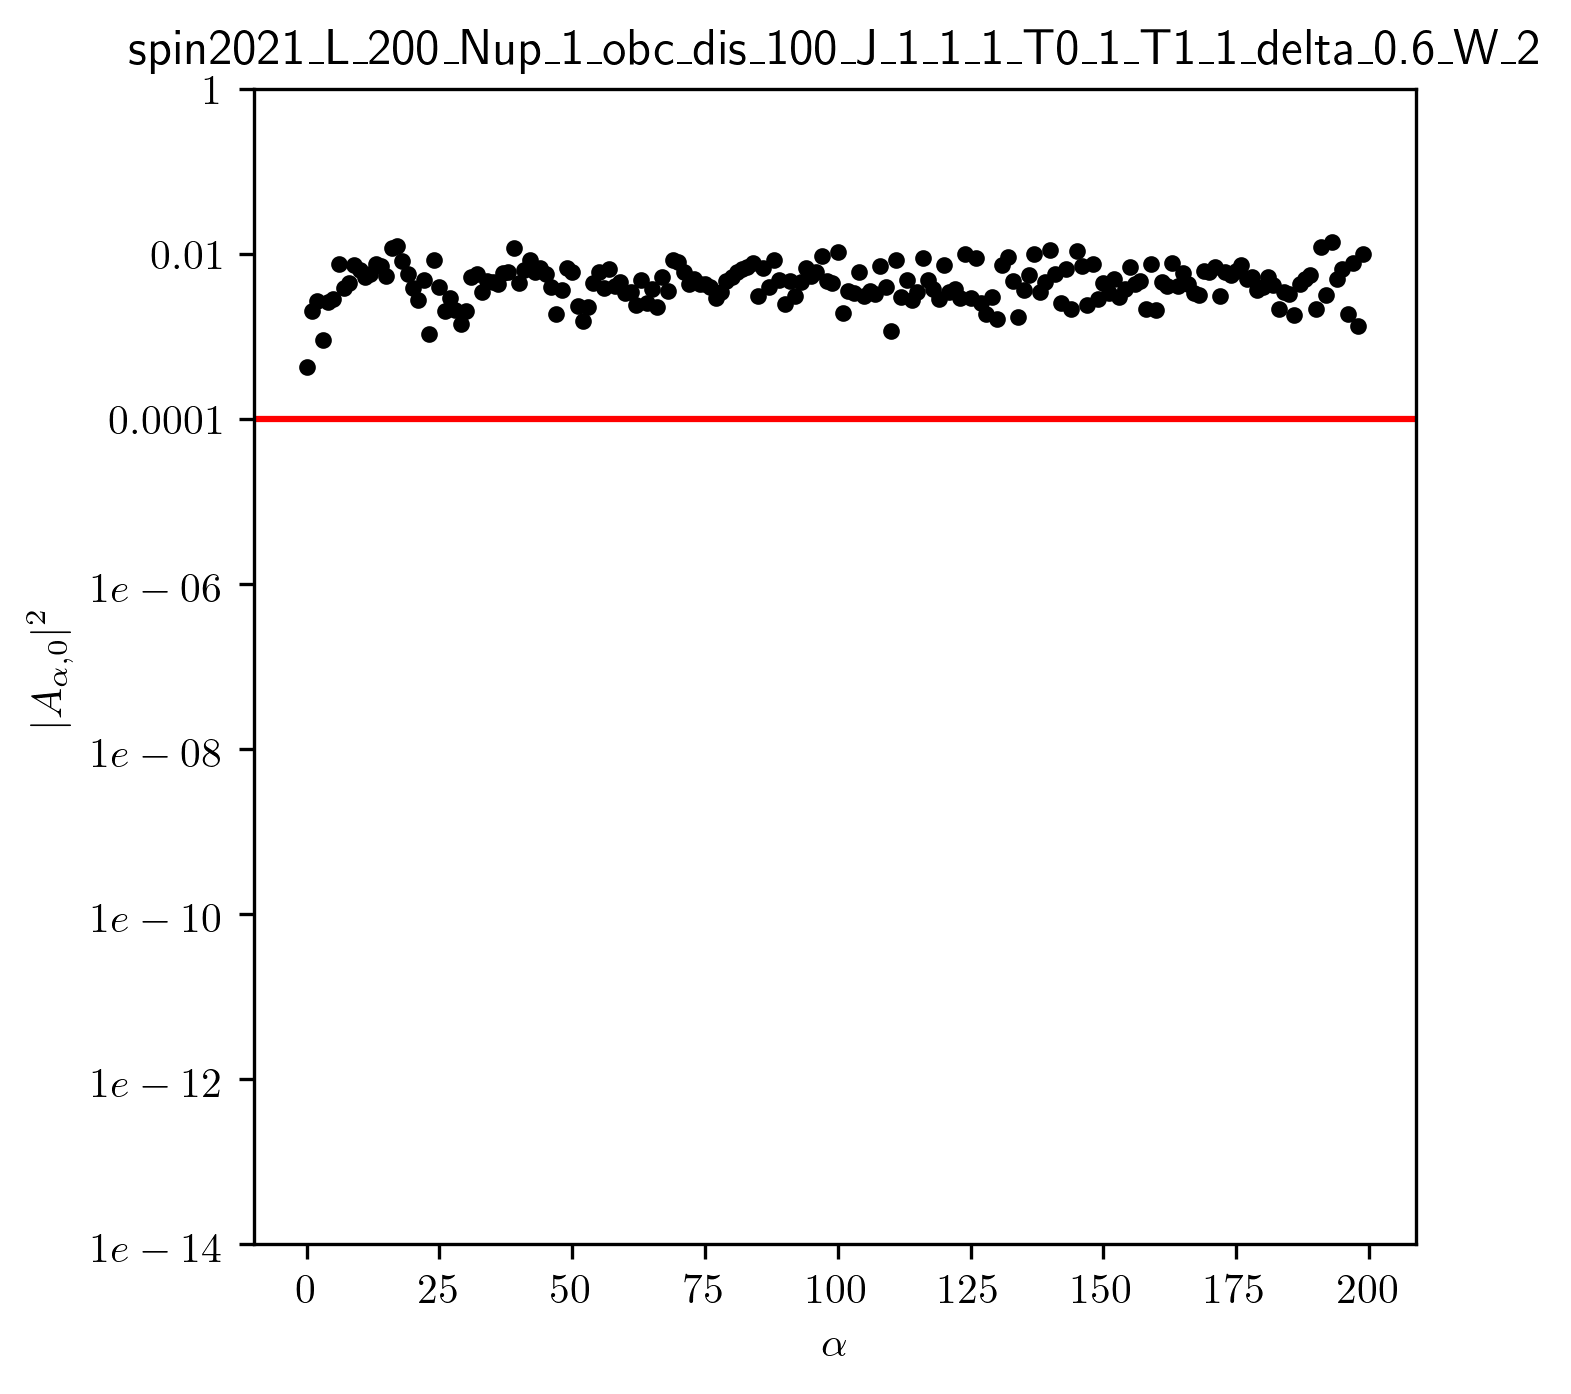 spin2021_L_200_Nup_1_obc_dis_100_J_1_1_1_T0_1_T1_1_delta_0.6_W_2
1
0.01
0.0001
1e − 06
1e − 08
1e − 10
1e − 12
1e − 14
|A_{α,0}|²
0 25 50 75 100 125 150 175 200
α